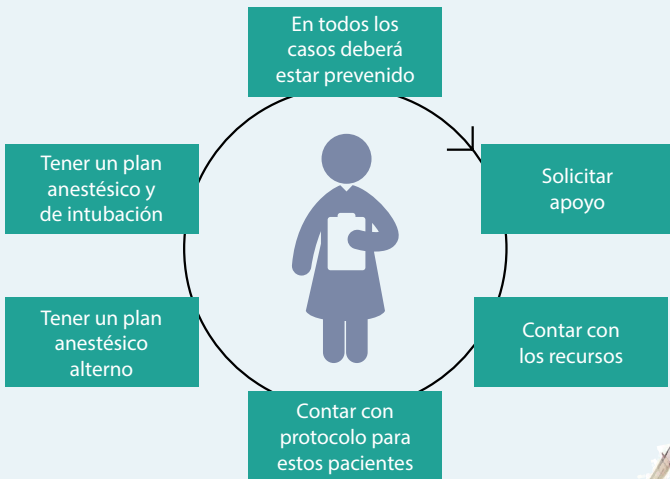 En todos los
casos deberá
estar prevenido
Solicitar
apoyo
Contar con
los recursos
Contar con
protocolo para
estos pacientes
Tener un plan
anestésico
alterno
Tener un plan
anestésico y
de intubación